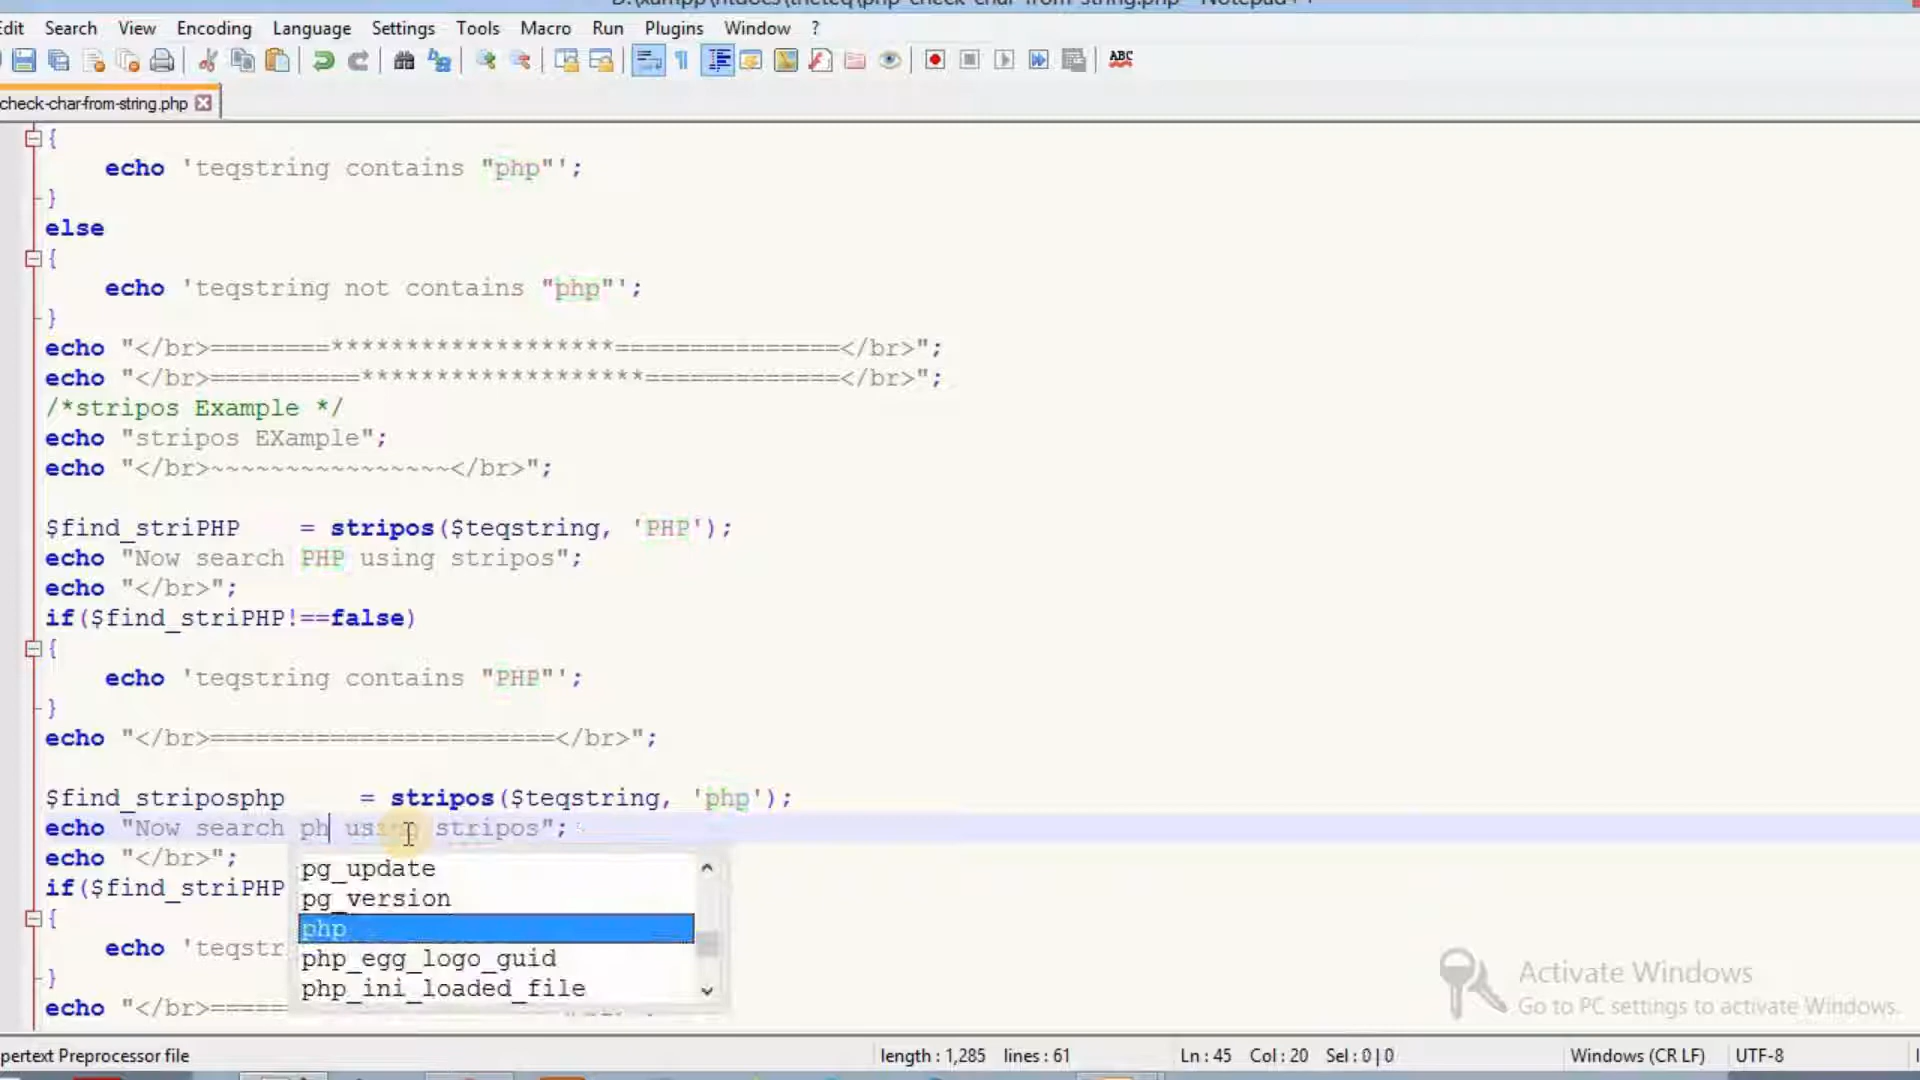 Edit Search View Encoding Language Settings Tools Macro Run Plugins Window ?
ABC
check-char-from-string.php
{
echo 'teqstring contains "php"';
}
else
{
echo 'teqstring not contains "php"';
}
echo "</br>========*******************===============</br>";
echo "</br>==========*******************=============</br>";
/*stripos Example */
echo "stripos EXample";
echo "</br>~~~~~~~~~~~~~~~~</br>";
$find_striPHP = stripos($teqstring, 'PHP');
echo "Now search PHP using stripos";
echo "</br>";
if($find_striPHP!==false)
{
echo 'teqstring contains "PHP"';
}
echo "</br>=======================</br>";
$find_striposphp = stripos($teqstring, 'php');
echo "Now search ph using stripos";
echo "</br>";
if($find_striPHP
{
echo 'teqstr
}
echo "</br>=====
pg_update
pg_version
php
php_egg_logo_guid
php_ini_loaded_file
Activate Windows
Go to PC settings to activate Windows.
pertext Preprocessor file length : 1,285 lines : 61 Ln : 45 Col : 20 Sel : 0 | 0 Windows (CR LF) UTF-8